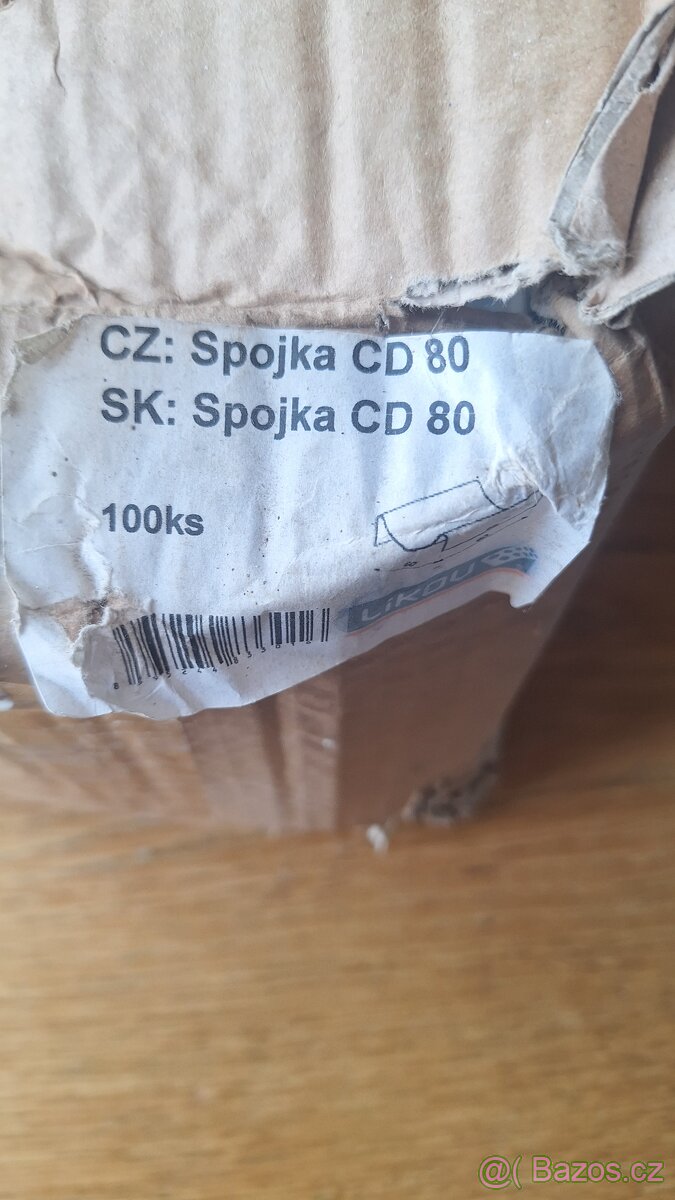 CZ: Spojka CD 80
SK: Spojka CD 80
100ks
LiKOV
@( Bazos.cz